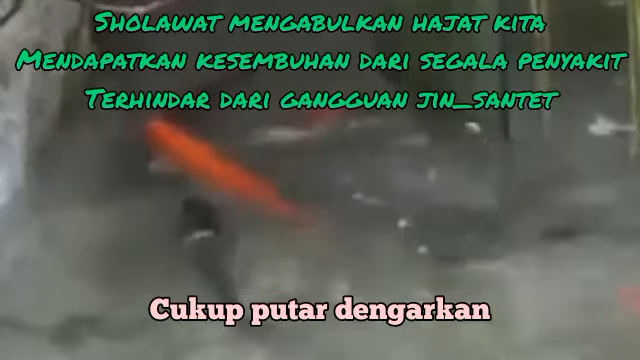 Sholawat mengabulkan hajat kita
Mendapatkan kesembuhan dari segala penyakit
Terhindar dari gangguan jin_santet
Cukup putar dengarkan